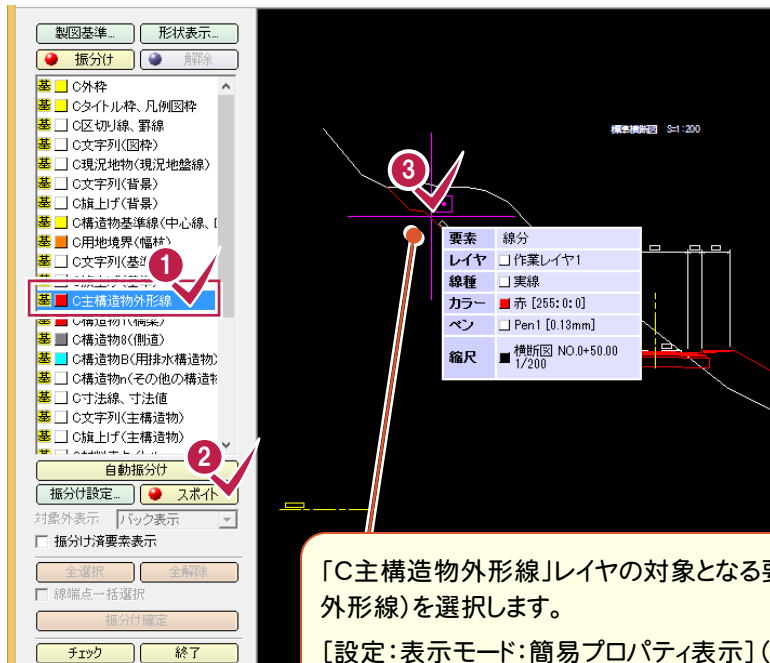 製図基準...
形状表示...
振分け
解除
基 C外枠
基 Cタイトル枠、凡例図枠
基 C区切り線、罫線
基 C文字列(図枠)
基 C現況地物(現況地盤線)
基 C文字列(背景)
基 C旗上げ(背景)
基 C構造物基準線(中心線、
基 C用地境界(幅杭)
基 C文字列(基
1
基 C主構造物外形線
基 C構造物8(側道)
基 C構造物B(用排水構造物)
基 C構造物n(その他の構造物
基 C寸法線、寸法値
基 C文字列(主構造物)
基 C旗上げ(主構造物)
2
自動振分け
振分け設定...
スポイト
対象外表示 バック表示
振分け済要素表示
全選択
全解除
線端点一括選択
振分け確定
チェック
終了
標準横断図 S=1:200
3
要素 線分
レイヤ 作業レイヤ1
線種 実線
カラー 赤 [255:0:0]
ペン Pen1 [0.13mm]
縮尺 横断図 NO.0+50.00
1/200
「C主構造物外形線」レイヤの対象となる要
外形線)を選択します。
[設定:表示モード:簡易プロパティ表示](